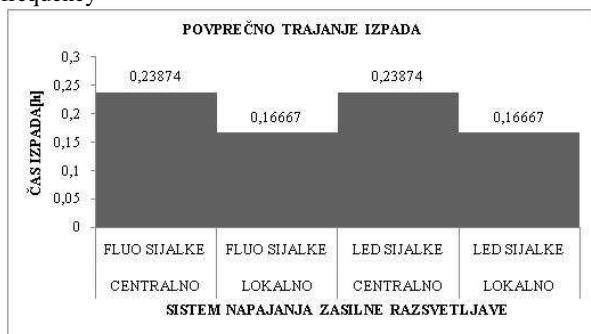 frequency
POVPREČNO TRAJANJE IZPADA
ČAS IZPADA[h]
0,3
0,25
0,2
0,15
0,1
0,05
0
0,23874
0,16667
0,23874
0,16667
FLUO SIJALKE FLUO SIJALKE LED SIJALKE LED SIJALKE
CENTRALNO LOKALNO CENTRALNO LOKALNO
SISTEM NAPAJANJA ZASILNE RAZSVETLJAVE